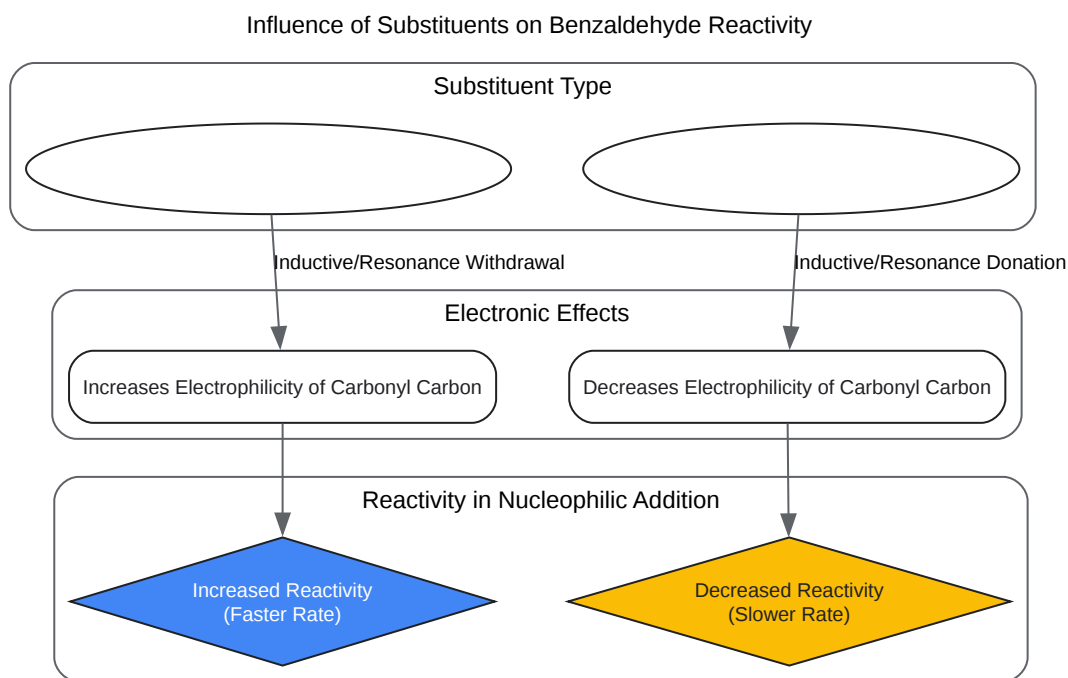 Influence of Substituents on Benzaldehyde Reactivity
Substituent Type
Inductive/Resonance Withdrawal
Inductive/Resonance Donation
Electronic Effects
Increases Electrophilicity of Carbonyl Carbon
Decreases Electrophilicity of Carbonyl Carbon
Reactivity in Nucleophilic Addition
Increased Reactivity
(Faster Rate)
Decreased Reactivity
(Slower Rate)